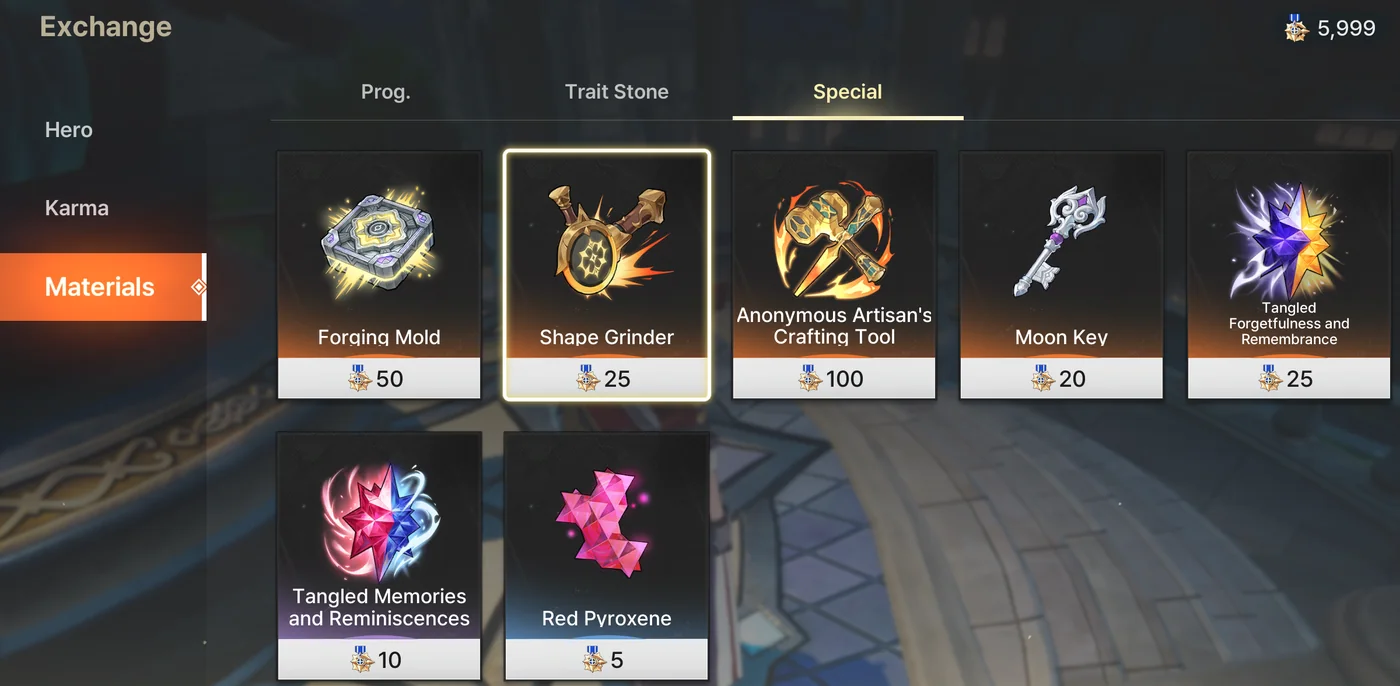 Exchange
5,999
Prog.
Trait Stone
Special
Hero
Karma
Materials
Forging Mold
50
Shape Grinder
25
Anonymous Artisan's
Crafting Tool
100
Moon Key
20
Tangled
Forgetfulness and
Remembrance
25
Tangled Memories
and Reminiscences
10
Red Pyroxene
5